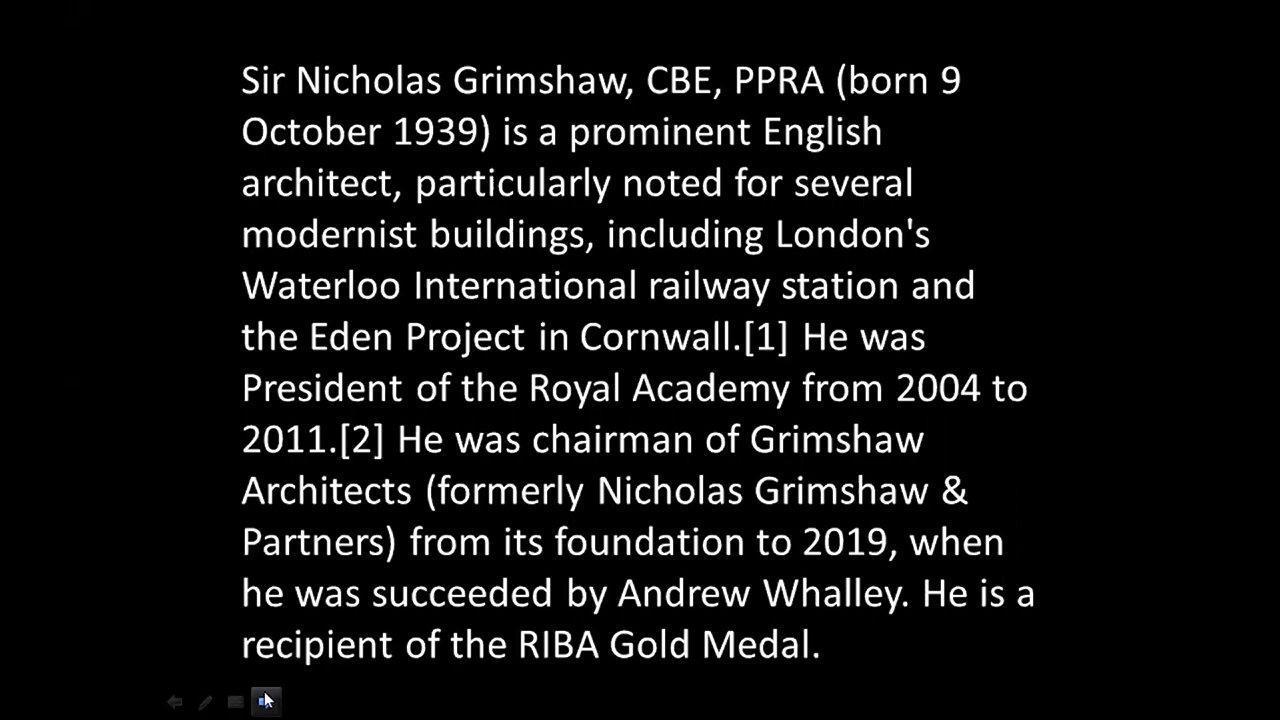 Sir Nicholas Grimshaw, CBE, PPRA (born 9
October 1939) is a prominent English
architect, particularly noted for several
modernist buildings, including London's
Waterloo International railway station and
the Eden Project in Cornwall.[1] He was
President of the Royal Academy from 2004 to
2011.[2] He was chairman of Grimshaw
Architects (formerly Nicholas Grimshaw &
Partners) from its foundation to 2019, when
he was succeeded by Andrew Whalley. He is a
recipient of the RIBA Gold Medal.